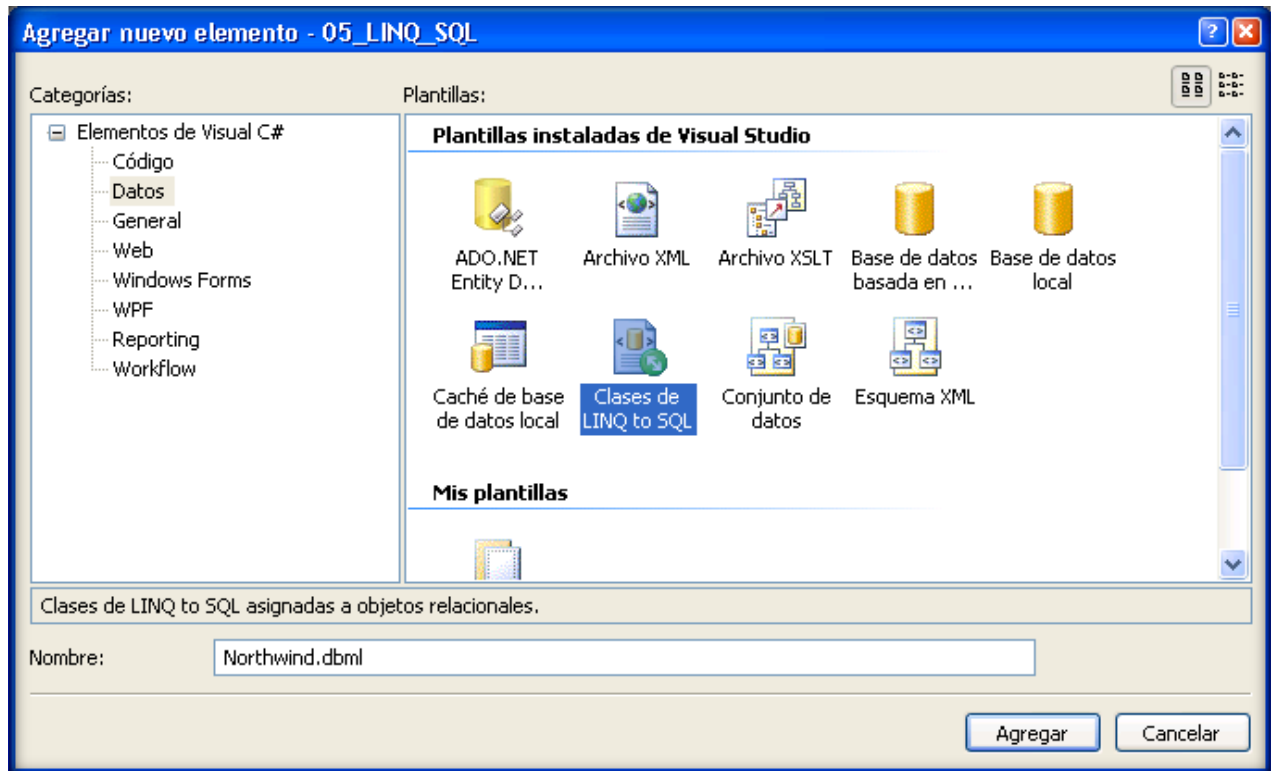 Agregar nuevo elemento - 05_LINQ_SQL
Categorías:
Plantillas:
Elementos de Visual C#
Código
Datos
General
Web
Windows Forms
WPF
Reporting
Workflow
Plantillas instaladas de Visual Studio
ADO.NET
Entity D...
Archivo XML
Archivo XSLT
Base de datos
basada en ...
Base de datos
local
Caché de base
de datos local
Clases de
LINQ to SQL
Conjunto de
datos
Esquema XML
Mis plantillas
Clases de LINQ to SQL asignadas a objetos relacionales.
Nombre:
Northwind.dbml
Agregar
Cancelar